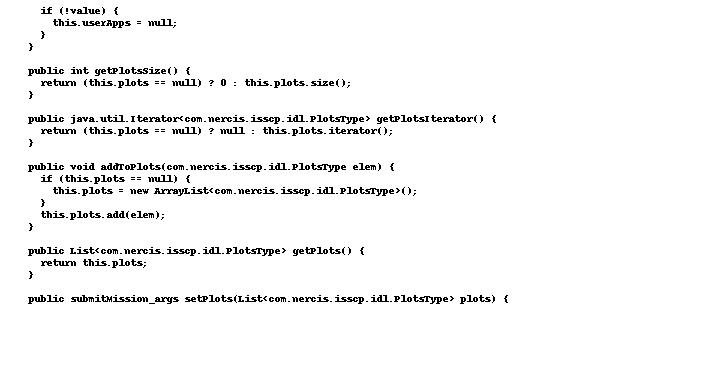 if (!value) {
this.userApps = null;
}
}
public int getPlotsSize() {
return (this.plots == null) ? 0 : this.plots.size();
}
public java.util.Iterator<com.nercis.isscp.idl.PlotsType> getPlotsIterator() {
return (this.plots == null) ? null : this.plots.iterator();
}
public void addToPlots(com.nercis.isscp.idl.PlotsType elem) {
if (this.plots == null) {
this.plots = new ArrayList<com.nercis.isscp.idl.PlotsType>();
}
this.plots.add(elem);
}
public List<com.nercis.isscp.idl.PlotsType> getPlots() {
return this.plots;
}
public submitMission_args setPlots(List<com.nercis.isscp.idl.PlotsType> plots) {